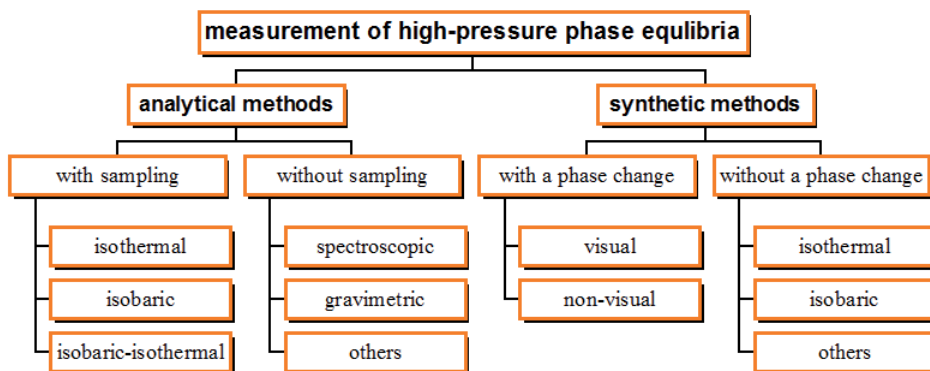 measurement of high-pressure phase equlibria
analytical methods
synthetic methods
with sampling
without sampling
with a phase change
without a phase change
isothermal
spectroscopic
visual
isothermal
isobaric
gravimetric
non-visual
isobaric
isobaric-isothermal
others
others